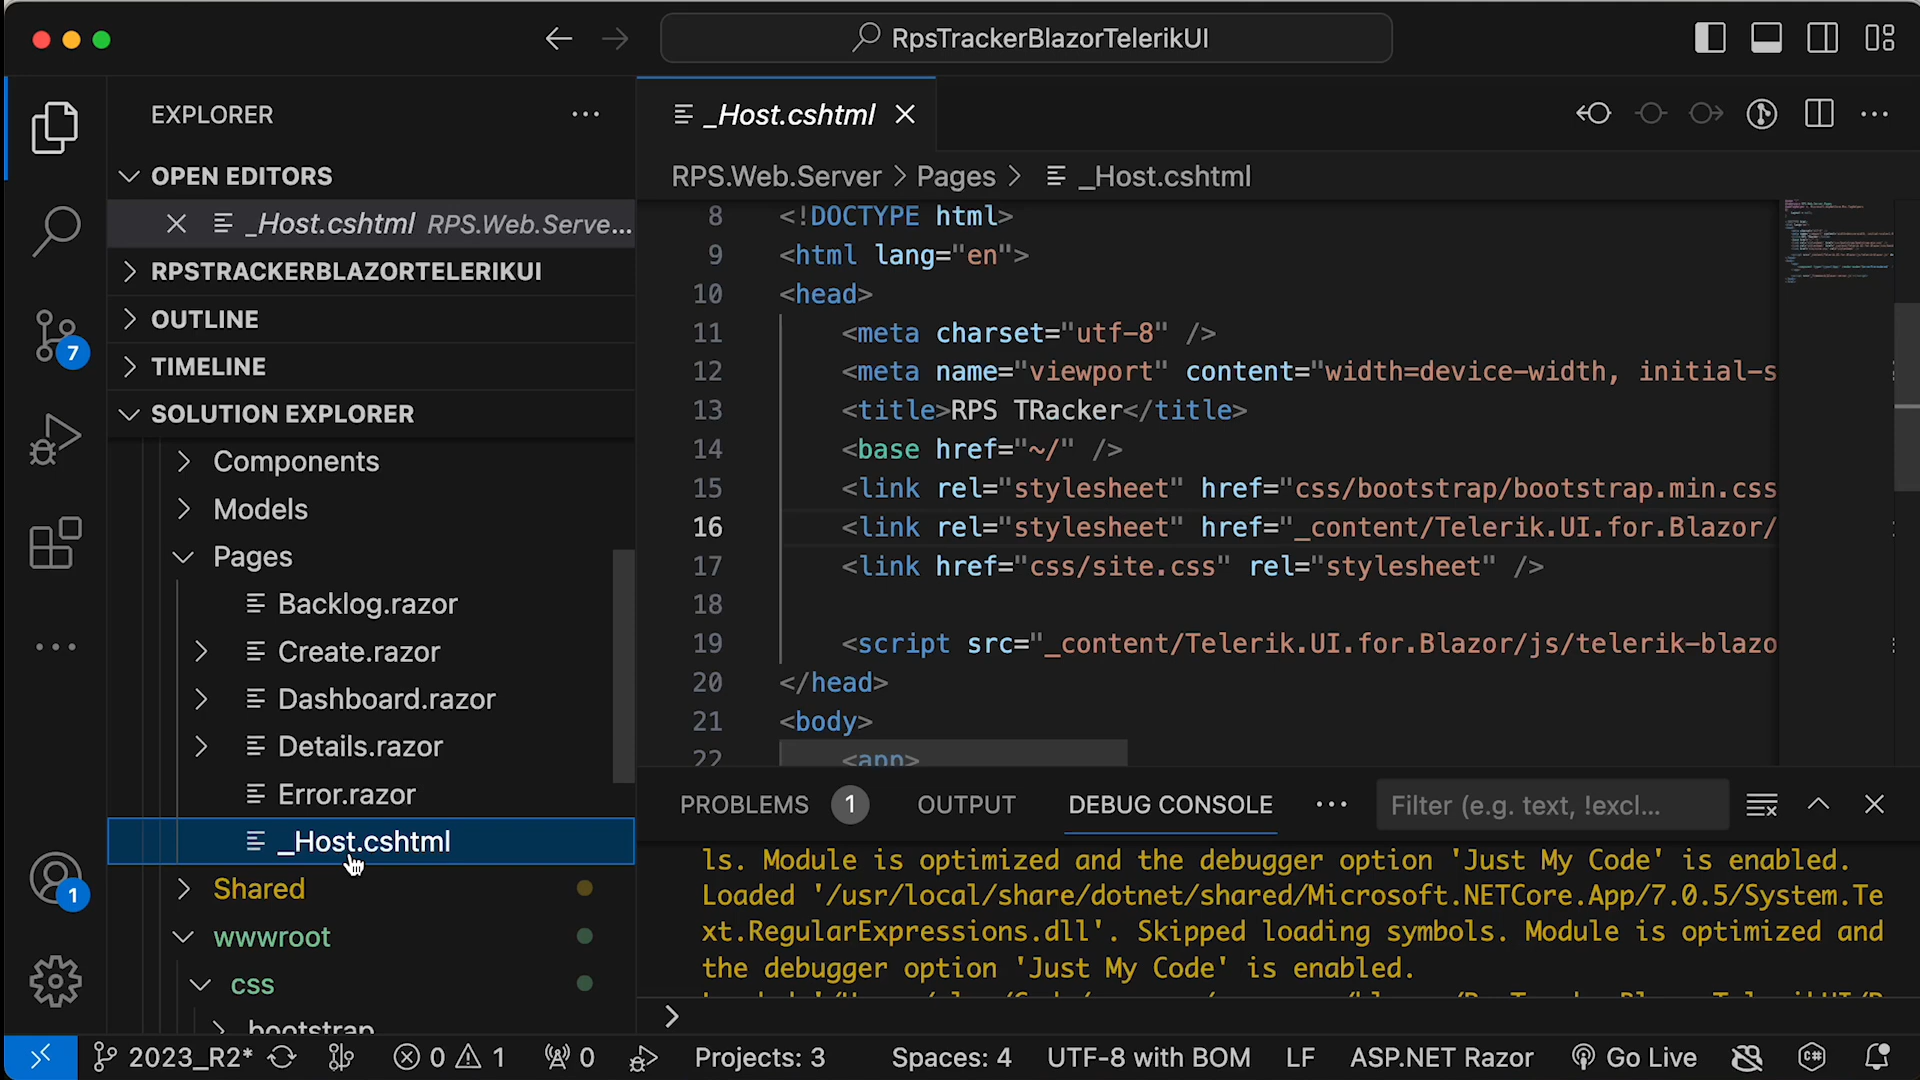 RpsTrackerBlazorTelerikUI
EXPLORER
OPEN EDITORS
_Host.cshtml RPS.Web.Serve...
RPSTRACKERBLAZORTELERIKUI
OUTLINE
TIMELINE
SOLUTION EXPLORER
Components
Models
Pages
Backlog.razor
Create.razor
Dashboard.razor
Details.razor
Error.razor
_Host.cshtml
Shared
wwwroot
css
bootstrap
7
1
_Host.cshtml
RPS.Web.Server > Pages > _Host.cshtml
8 <!DOCTYPE html>
9 <html lang="en">
10 <head>
11 <meta charset="utf-8" />
12 <meta name="viewport" content="width=device-width, initial-s
13 <title>RPS TRacker</title>
14 <base href="~/" />
15 <link rel="stylesheet" href="css/bootstrap/bootstrap.min.css
16 <link rel="stylesheet" href="_content/Telerik.UI.for.Blazor/
17 <link href="css/site.css" rel="stylesheet" />
18
19 <script src="_content/Telerik.UI.for.Blazor/js/telerik-blazo
20 </head>
21 <body>
22 <app>
PROBLEMS 1 OUTPUT DEBUG CONSOLE ... Filter (e.g. text, !excl...
ls. Module is optimized and the debugger option 'Just My Code' is enabled.
Loaded '/usr/local/share/dotnet/shared/Microsoft.NETCore.App/7.0.5/System.Te
xt.RegularExpressions.dll'. Skipped loading symbols. Module is optimized and
the debugger option 'Just My Code' is enabled.
2023_R2* 0 1 0 Projects: 3 Spaces: 4 UTF-8 with BOM LF ASP.NET Razor Go Live